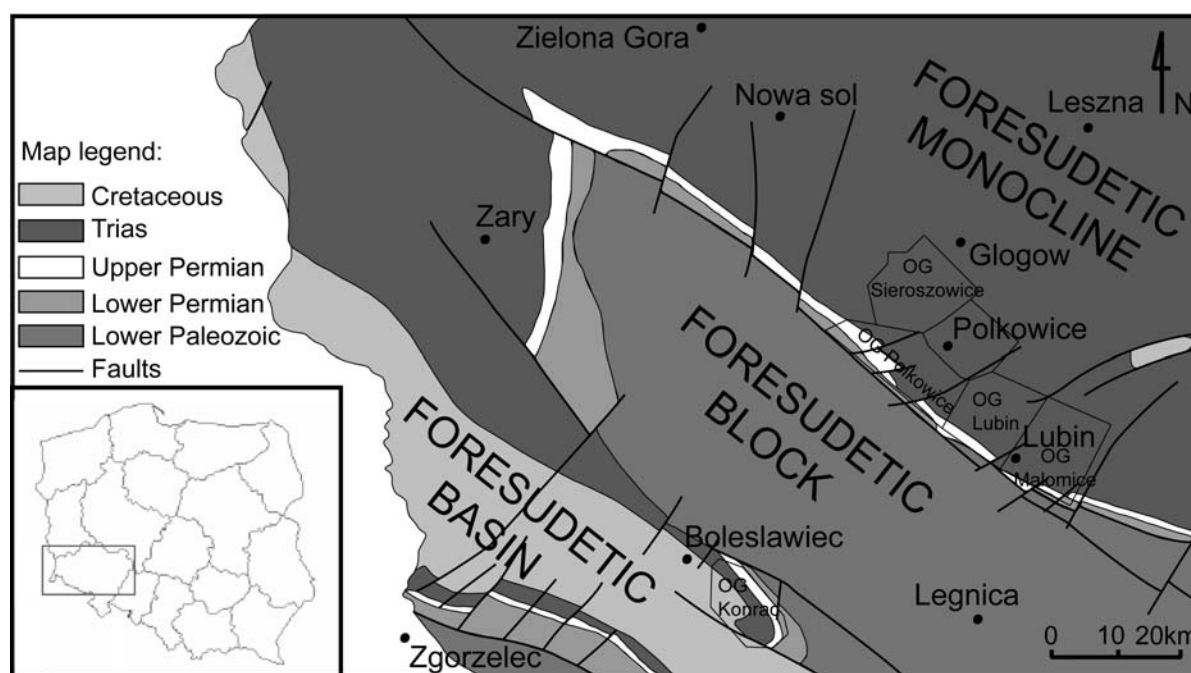 Zielona Gora
Nowa sol
Leszna
N
FORESUDETIC
MONOCLINE
Map legend:
Cretaceous
Trias
Upper Permian
Lower Permian
Lower Paleozoic
Faults
Zary
Glogow
OG
Sieroszowice
Polkowice
OG Polkowice
FORESUDETIC
BLOCK
OG
Lubin
Lubin
OG
Małomice
FORESUDETIC
BASIN
Boleslawiec
OG
Konrad
Legnica
0 10 20km
Zgorzelec